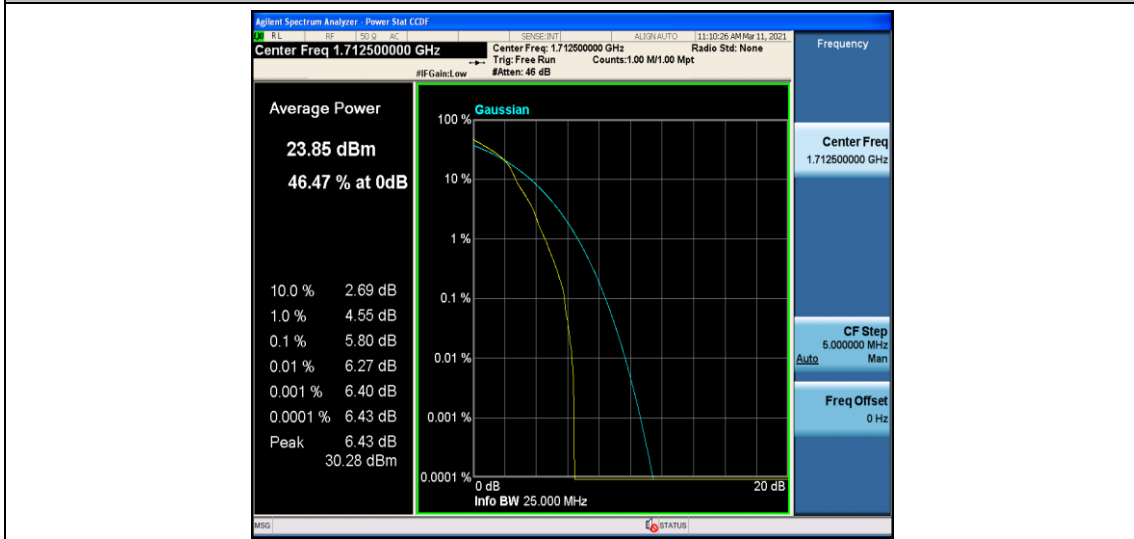 Agilent Spectrum Analyzer - Power Stat CCDF
RL RF 50 Ω AC SENSE:INT ALIGN AUTO 11:10:26 AM Mar 11, 2021
Center Freq 1.712500000 GHz
Center Freq: 1.712500000 GHz Radio Std: None
Trig: Free Run Counts:1.00 M/1.00 Mpt
#IFGain:Low #Atten: 46 dB
Frequency
Average Power
23.85 dBm
46.47 % at 0dB
10.0 % 2.69 dB
1.0 % 4.55 dB
0.1 % 5.80 dB
0.01 % 6.27 dB
0.001 % 6.40 dB
0.0001 % 6.43 dB
Peak 6.43 dB
30.28 dBm
Gaussian
100 %
10 %
1 %
0.1 %
0.01 %
0.001 %
0.0001 %
0 dB 20 dB
Info BW 25.000 MHz
Center Freq
1.712500000 GHz
CF Step
5.000000 MHz
Auto Man
Freq Offset
0 Hz
MSG STATUS